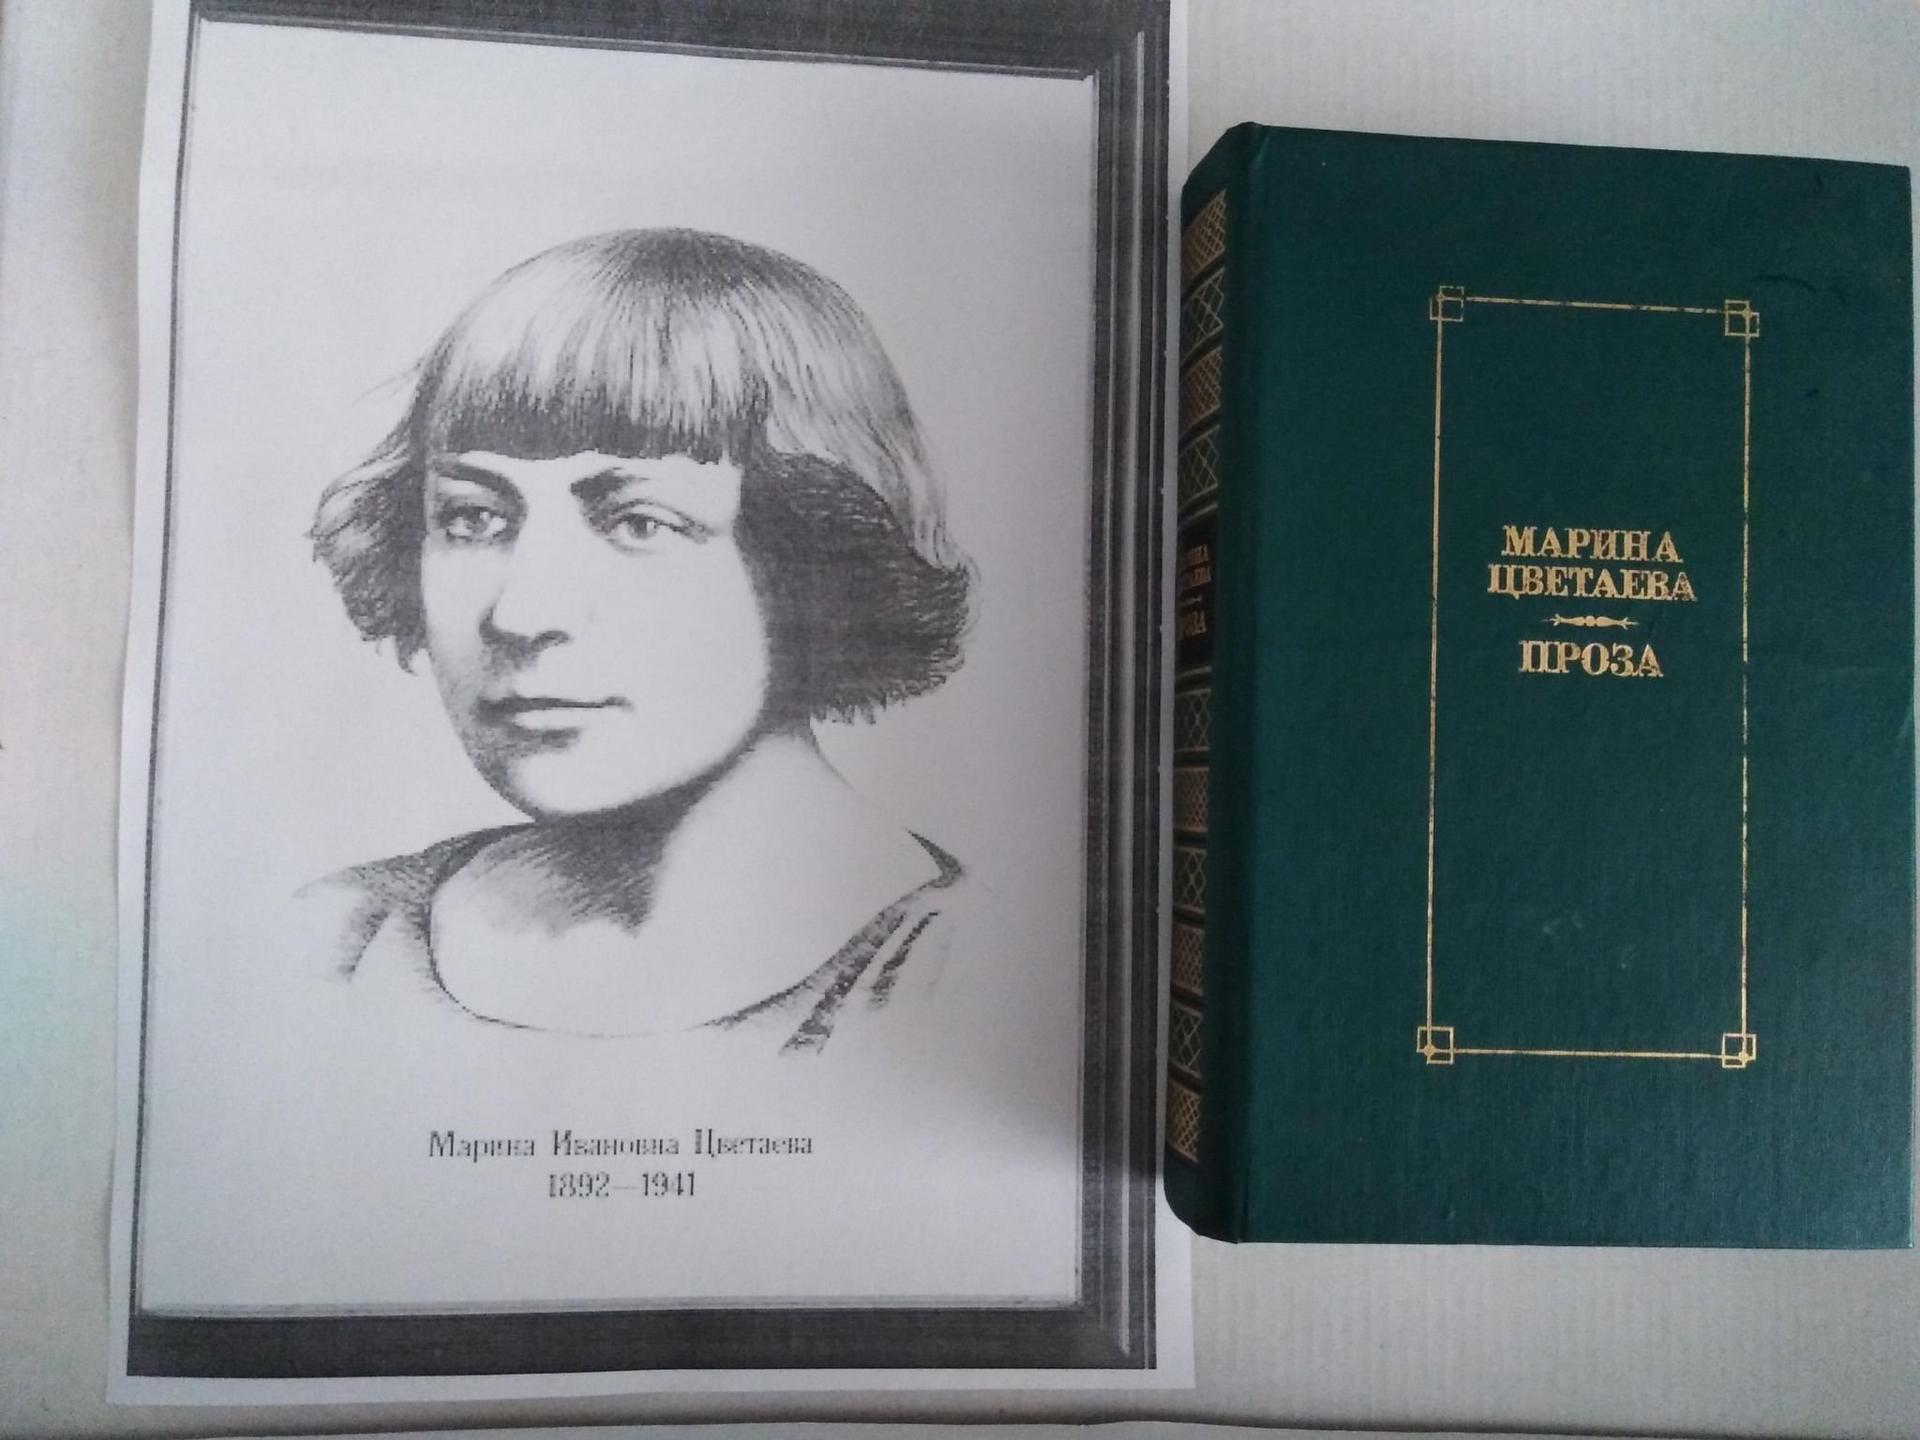 Марина Ивановна Цветаева
1892—1941
МАРИНА
ЦВЕТАЕВА
ПРОЗА